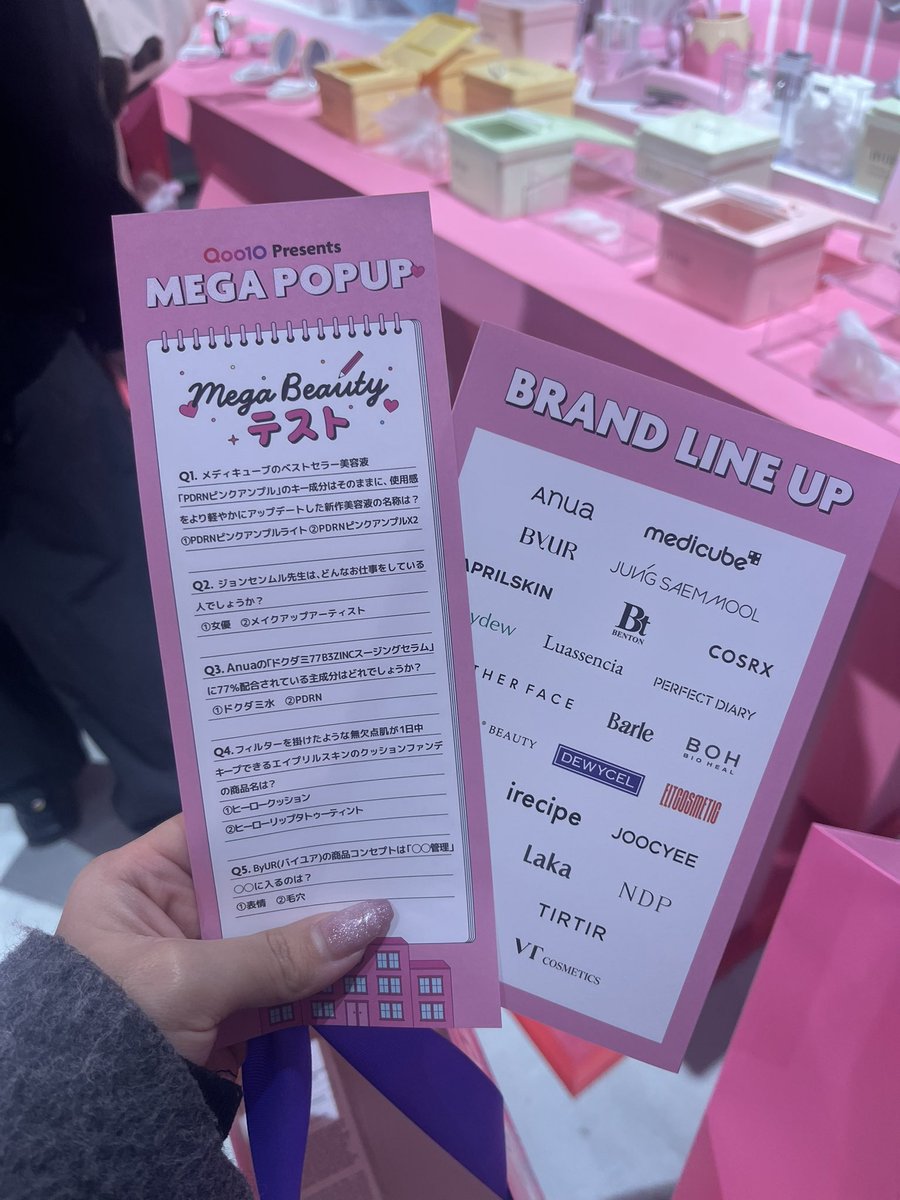 Qoo10 Presents
MEGA POPUP
Mega Beauty
テスト
Q1. メディキューブのベストセラー美容液
「PDRNピンクアンプル」のキー成分はそのままに、使用感
をより軽やかにアップデートした新作美容液の名称は？
①PDRNピンクアンプルライト ②PDRNピンクアンプルX2
Q2. ジョンセンムル先生は、どんなお仕事をしている
人でしょうか？
①女優 ②メイクアップアーティスト
Q3. Anuaの「ドクダミ77B3ZINCスージングセラム」
に77%配合されている主成分はどれでしょうか？
①ドクダミ水 ②PDRN
Q4.フィルターを掛けたような無欠点肌が1日中
キープできるエイプリルスキンのクッションファンデ
の商品名は？
①ヒーロークッション
②ヒーローリップタトゥーティント
Q5. ByUR(バイユア)の商品コンセプトは「○○管理」
○○に入るのは？
①表情 ②毛穴
BRAND LINE UP
Anua
medicube
BYUR
JUNG SAEM MOOL
APRILSKIN
Bt
BENTON
COSRX
ydew
Luassencia
PERFECT DIARY
THER FACE
Barle
BOH
BIO HEAL
BEAUTY
DEWYCEL
EITCOSMETIC
irecipe
JOOCYEE
Laka
NDP
TIRTIR
VT COSMETICS